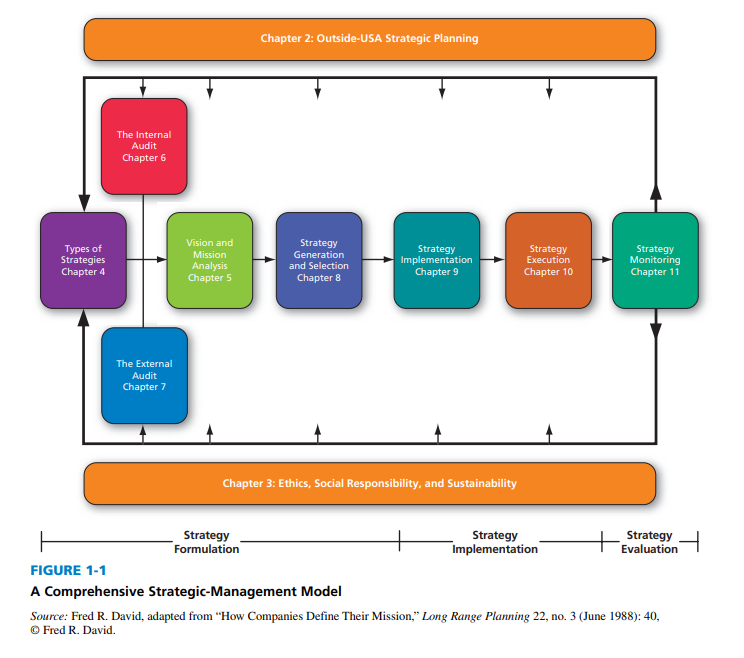 Chapter 2: Outside-USA Strategic Planning
The Internal
Audit
Chapter 6
Types of
Strategies
Chapter 4
Vision and
Mission
Analysis
Chapter 5
Strategy
Generation
and Selection
Chapter 8
Strategy
Implementation
Chapter 9
Strategy
Execution
Chapter 10
Strategy
Monitoring
Chapter 11
The External
Audit
Chapter 7
Chapter 3: Ethics, Social Responsibility, and Sustainability
Strategy
Formulation
Strategy
Implementation
Strategy
Evaluation
FIGURE 1-1
A Comprehensive Strategic-Management Model
Source: Fred R. David, adapted from “How Companies Define Their Mission,” Long Range Planning 22, no. 3 (June 1988): 40,
© Fred R. David.